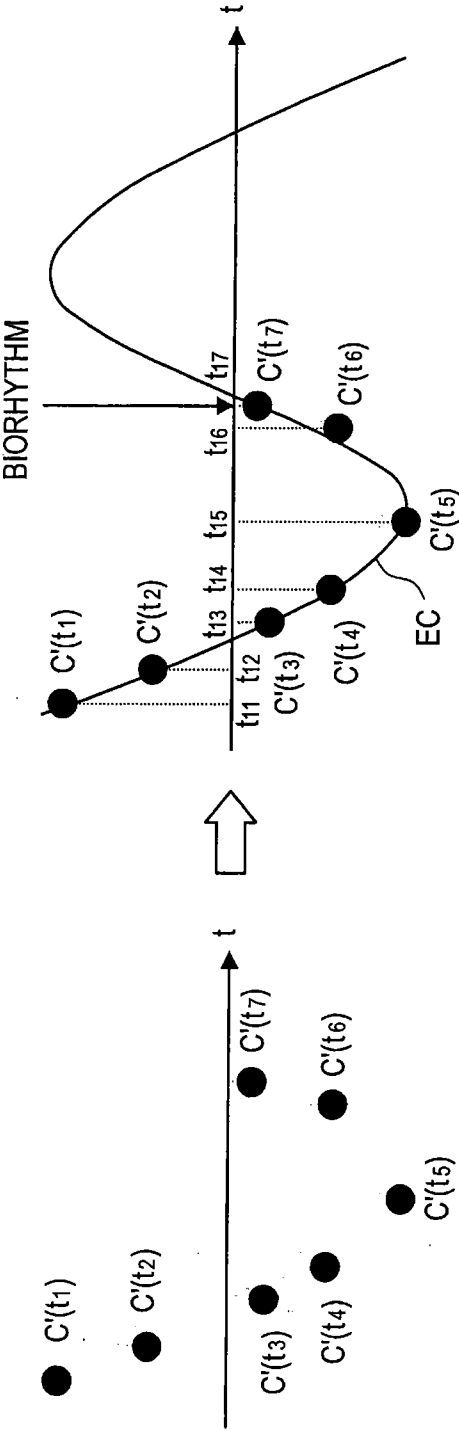 C'(t1)
C'(t2)
C'(t3)
C'(t4)
C'(t5)
C'(t6)
C'(t7)
t
BIORHYTHM
C'(t1)
C'(t2)
t11
t12
t13
t14
t15
t16
t17
t
C'(t3)
C'(t4)
C'(t5)
C'(t6)
C'(t7)
EC